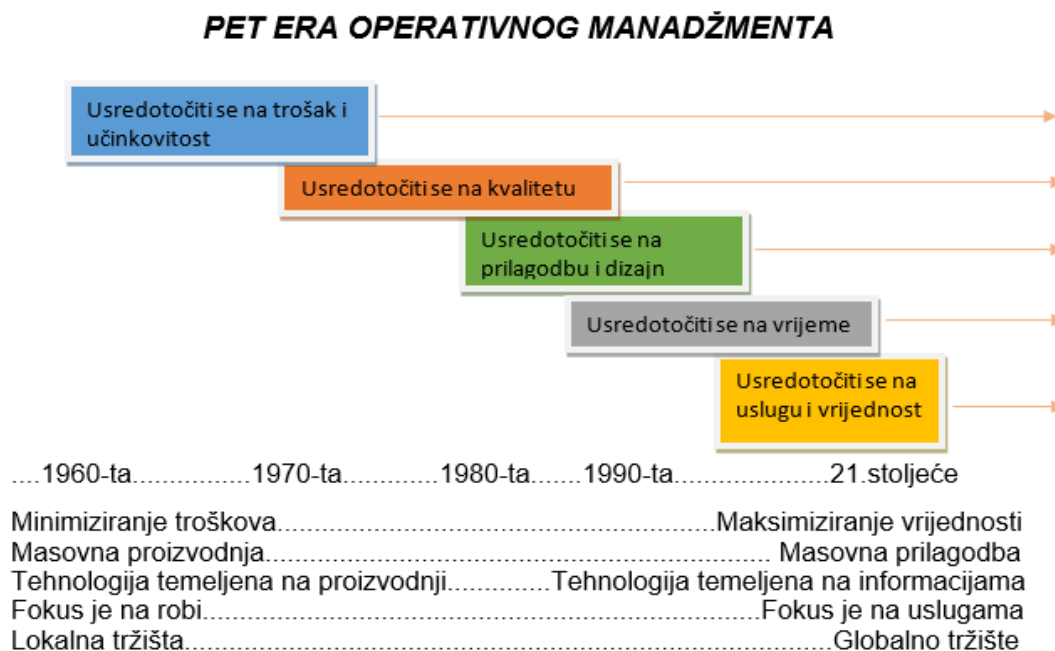 PET ERA OPERATIVNOG MANADŽMENTA
Usredotočiti se na trošak i
učinkovitost
Usredotočiti se na kvalitetu
Usredotočiti se na
prilagodbu i dizajn
Usredotočiti se na vrijeme
Usredotočiti se na
uslugu i vrijednost
....1960-ta.................1970-ta.............1980-ta.......1990-ta......................21.stoljeće
Minimiziranje troškova..............................................................Maksimiziranje vrijednosti
Masovna proizvodnja........................................................................ Masovna prilagodba
Tehnologija temeljena na proizvodnji...............Tehnologija temeljena na informacijama
Fokus je na robi................................................................................Fokus je na uslugama
Lokalna tržišta............................................................................................Globalno tržište